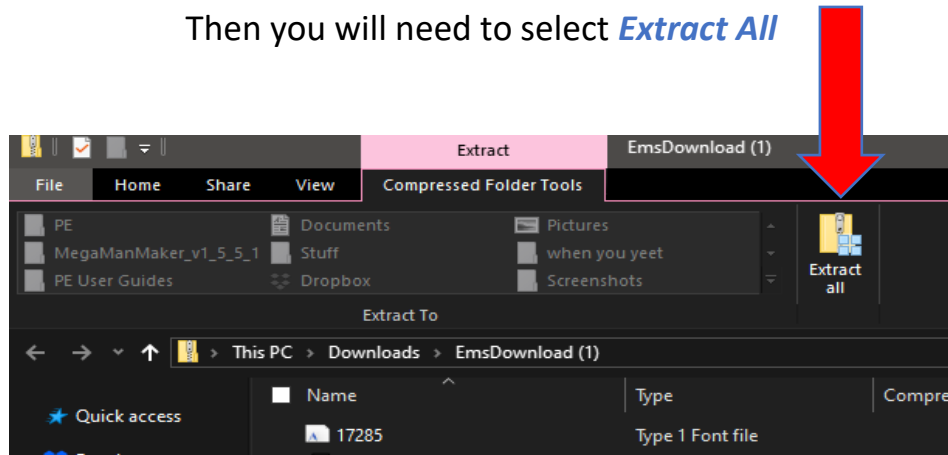 Then you will need to select Extract All
Extract
EmsDownload (1)
File Home Share View Compressed Folder Tools
PE Documents Pictures
MegaManMaker_v1_5_5_1 Stuff when you yeet
PE User Guides Dropbox Screenshots
Extract all
Extract To
This PC > Downloads > EmsDownload (1)
Name Type Compre
Quick access
17285 Type 1 Font file